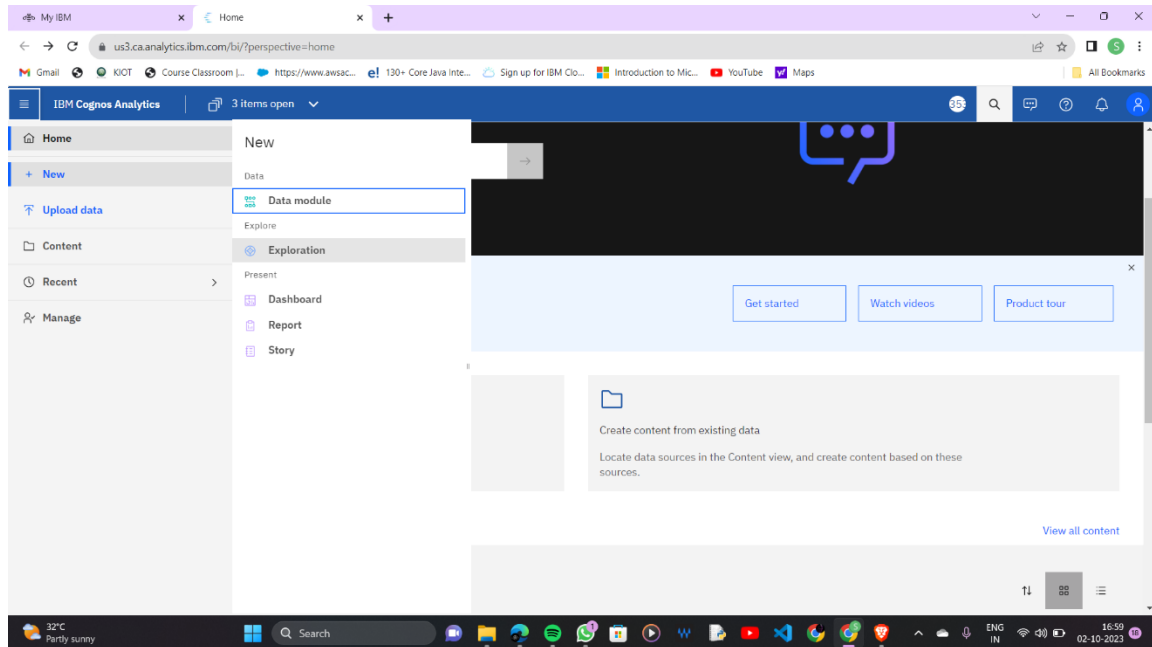 My IBM
Home
us3.ca.analytics.ibm.com/bi/?perspective=home
Gmail
KIOT
Course Classroom |...
https://www.awsac...
130+ Core Java Inte...
Sign up for IBM Clo...
Introduction to Mic...
YouTube
Maps
All Bookmarks
IBM Cognos Analytics
3 items open
Home
New
Upload data
Content
Recent
Manage
New
Data
Data module
Explore
Exploration
Present
Dashboard
Report
Story
Get started
Watch videos
Product tour
Create content from existing data
Locate data sources in the Content view, and create content based on these
sources.
View all content
32°C
Partly sunny
Search
ENG
IN
16:59
02-10-2023
18